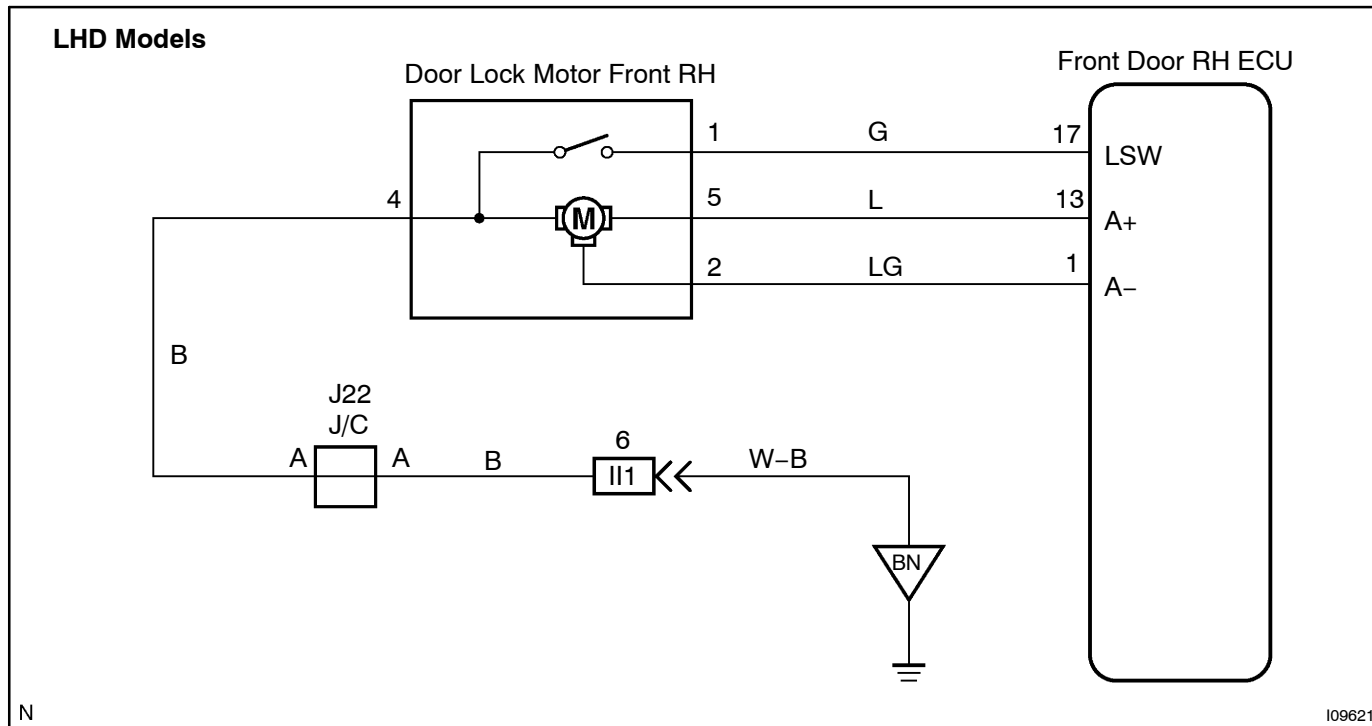 LHD Models
Door Lock Motor Front RH
Front Door RH ECU
1 G 17
LSW
4
5 L 13
A+
M
2 LG 1
A−
B
J22
J/C
A A B
6
II1
W−B
BN
N
I09621